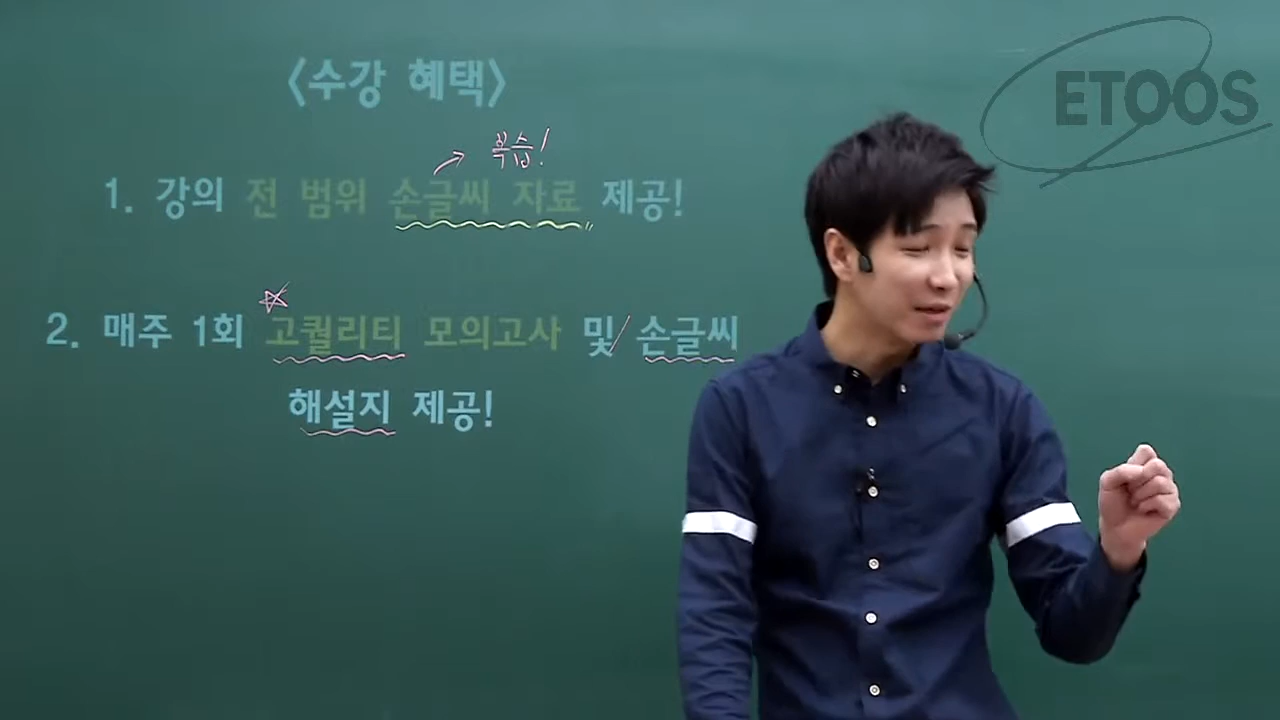 ETOOS
〈수강 혜택〉
복습!
1. 강의 전 범위 손글씨 자료 제공!
2. 매주 1회 고퀄리티 모의고사 및 손글씨
해설지 제공!